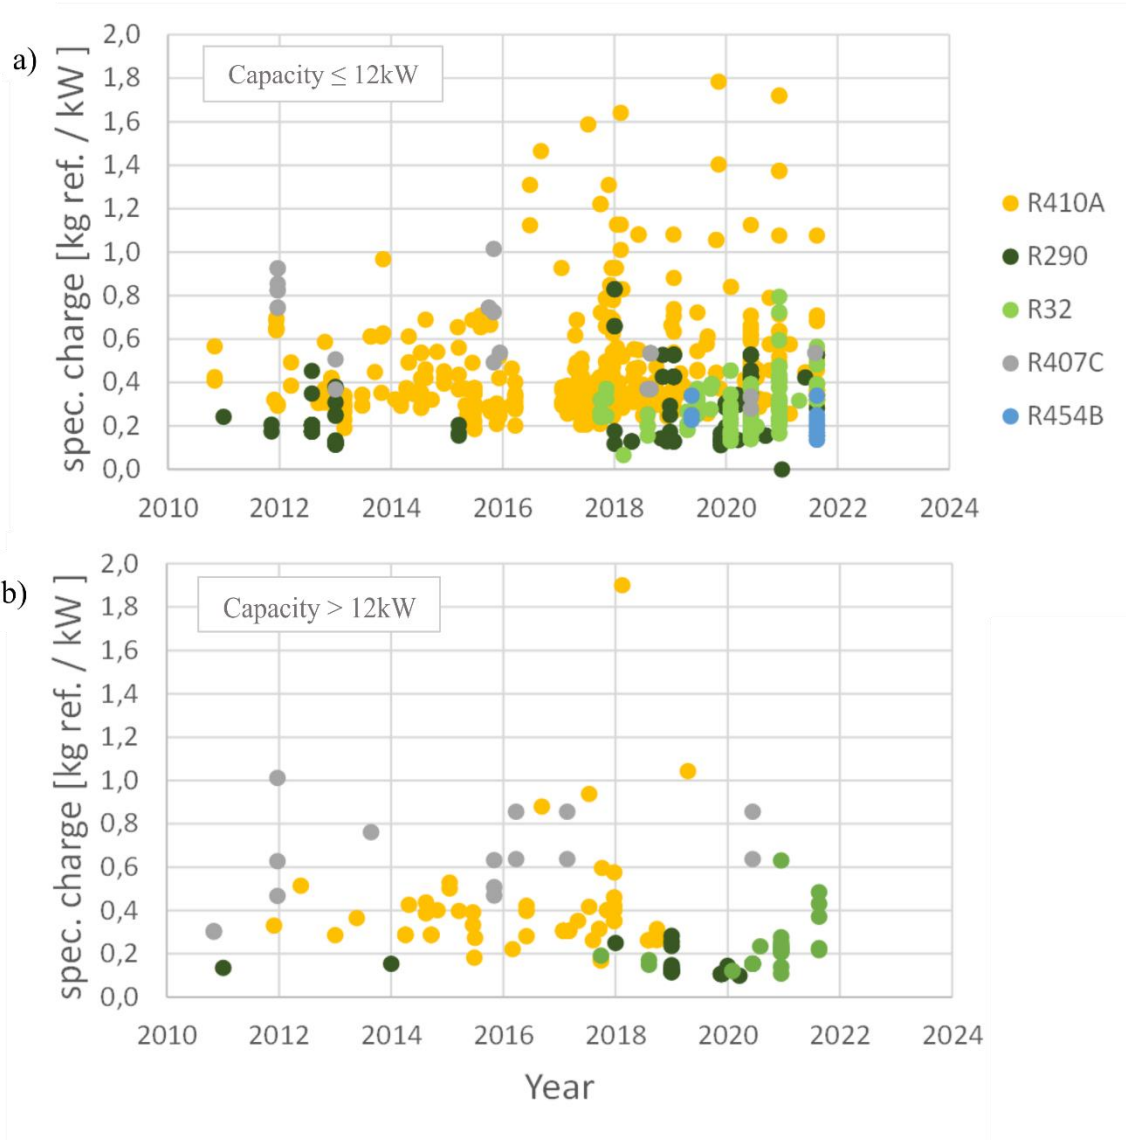 a)
spec. charge [kg ref. / kW ]
2,0
1,8
1,6
1,4
1,2
1,0
0,8
0,6
0,4
0,2
0,0
Capacity ≤ 12kW
2010 2012 2014 2016 2018 2020 2022 2024
R410A
R290
R32
R407C
R454B
b)
spec. charge [kg ref. / kW ]
2,0
1,8
1,6
1,4
1,2
1,0
0,8
0,6
0,4
0,2
0,0
Capacity > 12kW
2010 2012 2014 2016 2018 2020 2022 2024
Year